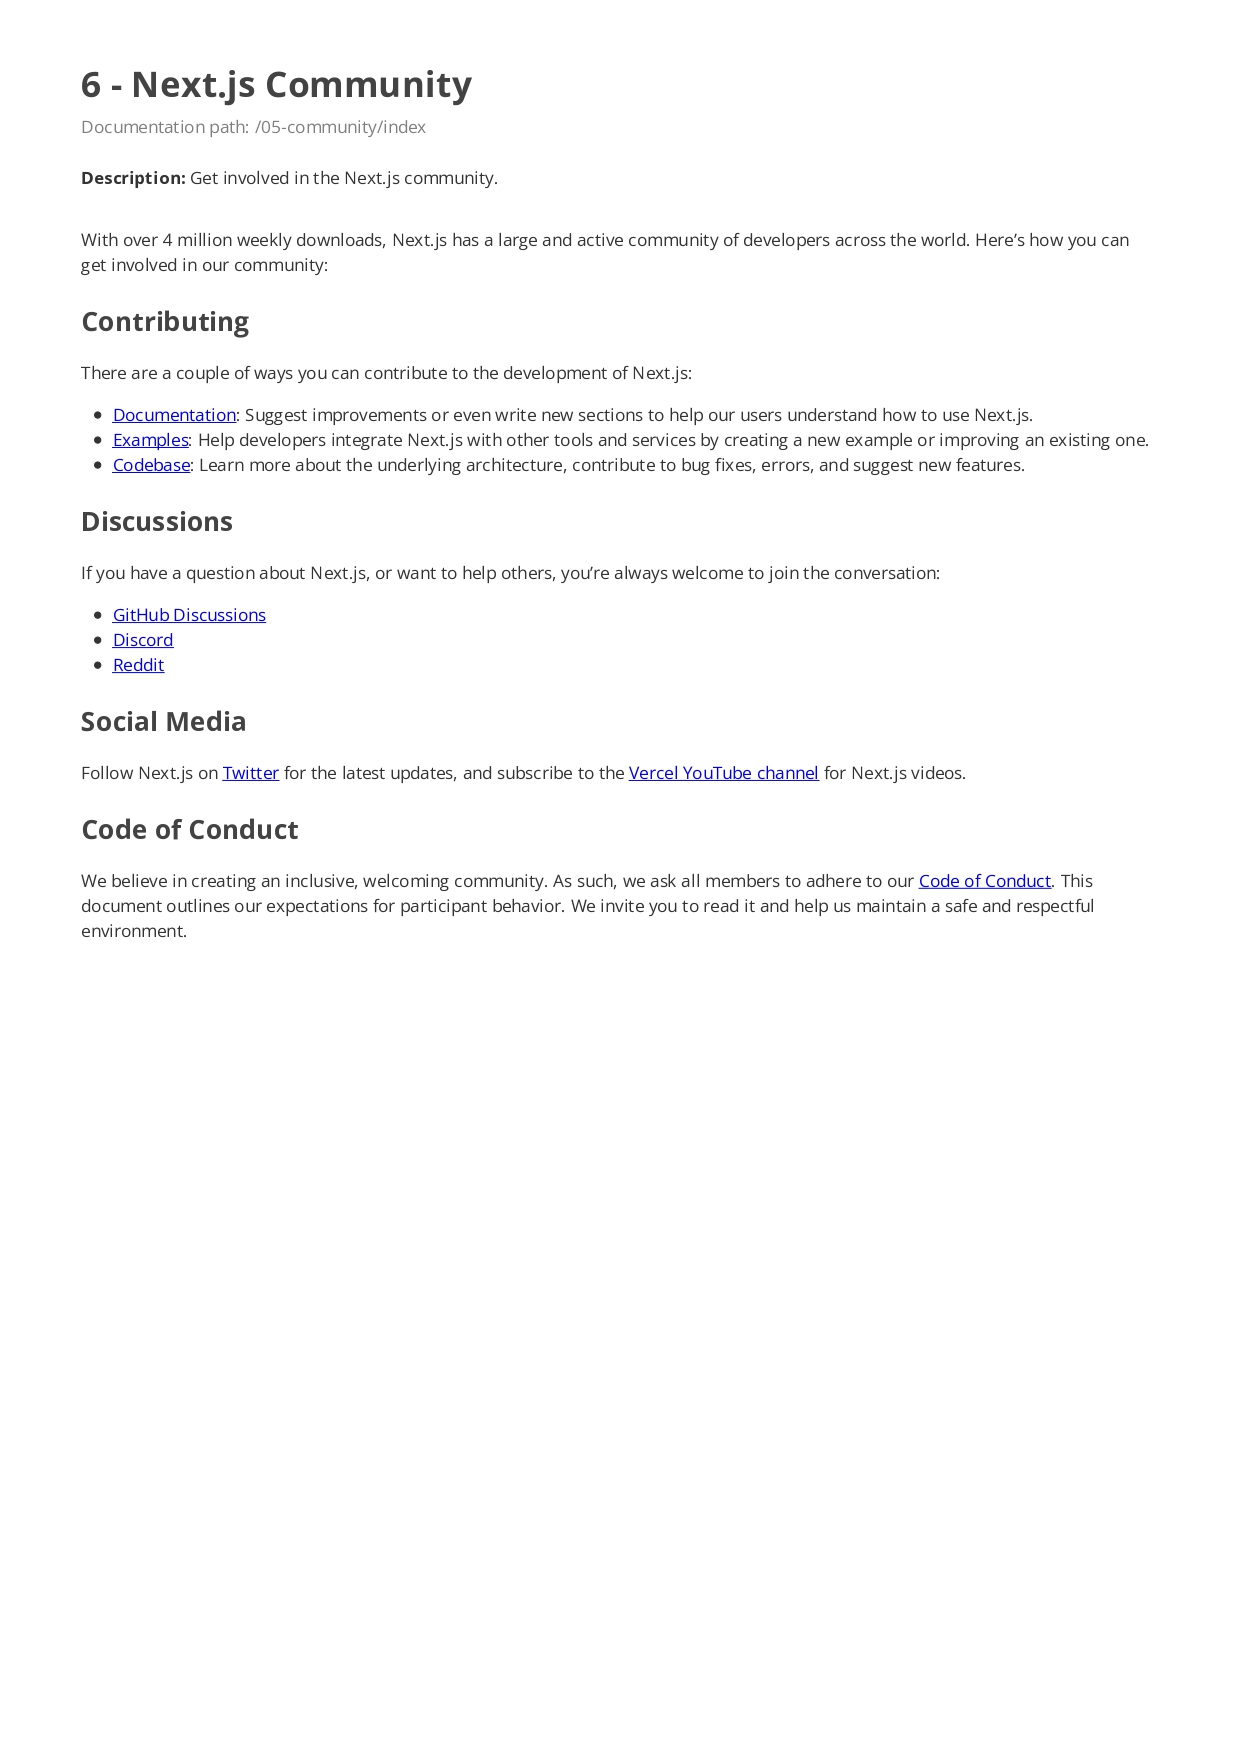 6 - Next.js Community
Documentation path: /05-community/index
Description: Get involved in the Next.js community.
With over 4 million weekly downloads, Next.js has a large and active community of developers across the world. Here’s how you can
get involved in our community:
Contributing
There are a couple of ways you can contribute to the development of Next.js:
● Documentation: Suggest improvements or even write new sections to help our users understand how to use Next.js.
● Examples: Help developers integrate Next.js with other tools and services by creating a new example or improving an existing one.
● Codebase: Learn more about the underlying architecture, contribute to bug fixes, errors, and suggest new features.
Discussions
If you have a question about Next.js, or want to help others, you’re always welcome to join the conversation:
● GitHub Discussions
● Discord
● Reddit
Social Media
Follow Next.js on Twitter for the latest updates, and subscribe to the Vercel YouTube channel for Next.js videos.
Code of Conduct
We believe in creating an inclusive, welcoming community. As such, we ask all members to adhere to our Code of Conduct. This
document outlines our expectations for participant behavior. We invite you to read it and help us maintain a safe and respectful
environment.